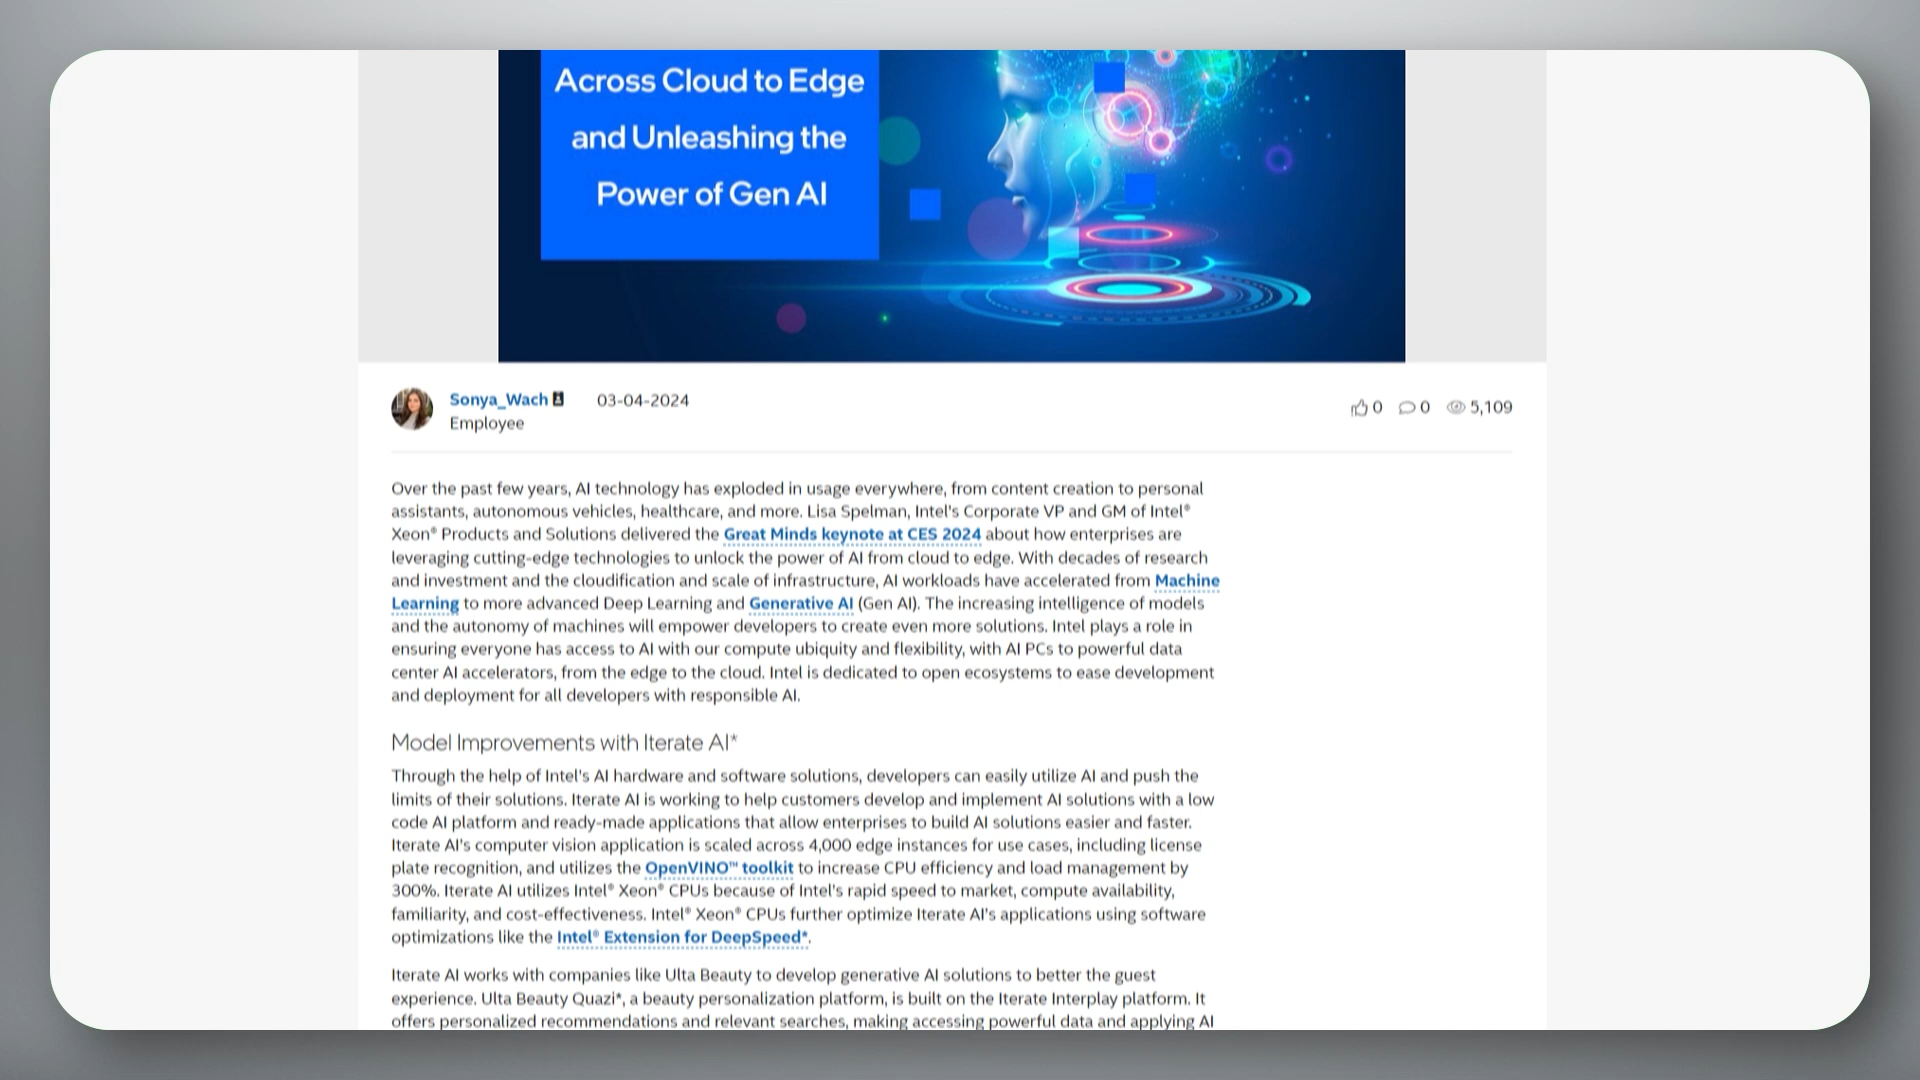 Across Cloud to Edge
and Unleashing the
Power of Gen AI
Sonya_Wach 03-04-2024
Employee
0 0 5,109
Over the past few years, AI technology has exploded in usage everywhere, from content creation to personal
assistants, autonomous vehicles, healthcare, and more. Lisa Spelman, Intel's Corporate VP and GM of Intel®
Xeon® Products and Solutions delivered the Great Minds keynote at CES 2024 about how enterprises are
leveraging cutting-edge technologies to unlock the power of AI from cloud to edge. With decades of research
and investment and the cloudification and scale of infrastructure, AI workloads have accelerated from Machine
Learning to more advanced Deep Learning and Generative AI (Gen AI). The increasing intelligence of models
and the autonomy of machines will empower developers to create even more solutions. Intel plays a role in
ensuring everyone has access to AI with our compute ubiquity and flexibility, with AI PCs to powerful data
center AI accelerators, from the edge to the cloud. Intel is dedicated to open ecosystems to ease development
and deployment for all developers with responsible AI.
Model Improvements with Iterate AI*
Through the help of Intel's AI hardware and software solutions, developers can easily utilize AI and push the
limits of their solutions. Iterate AI is working to help customers develop and implement AI solutions with a low
code AI platform and ready-made applications that allow enterprises to build AI solutions easier and faster.
Iterate AI's computer vision application is scaled across 4,000 edge instances for use cases, including license
plate recognition, and utilizes the OpenVINO™ toolkit to increase CPU efficiency and load management by
300%. Iterate AI utilizes Intel® Xeon® CPUs because of Intel's rapid speed to market, compute availability,
familiarity, and cost-effectiveness. Intel® Xeon® CPUs further optimize Iterate AI's applications using software
optimizations like the Intel® Extension for DeepSpeed*.
Iterate AI works with companies like Ulta Beauty to develop generative AI solutions to better the guest
experience. Ulta Beauty Quazi*, a beauty personalization platform, is built on the Iterate Interplay platform. It
offers personalized recommendations and relevant searches, making accessing powerful data and applying AI